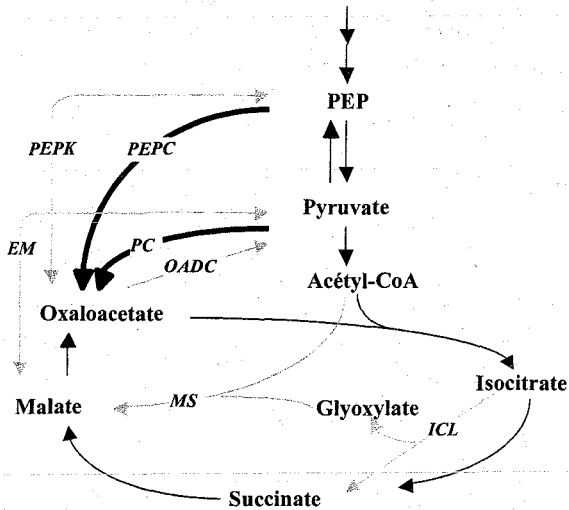 PEP
PEPK
PEPC
Pyruvate
EM
PC
OADC
Acétyl-CoA
Oxaloacetate
Isocitrate
Malate
MS
Glyoxylate
ICL
Succinate